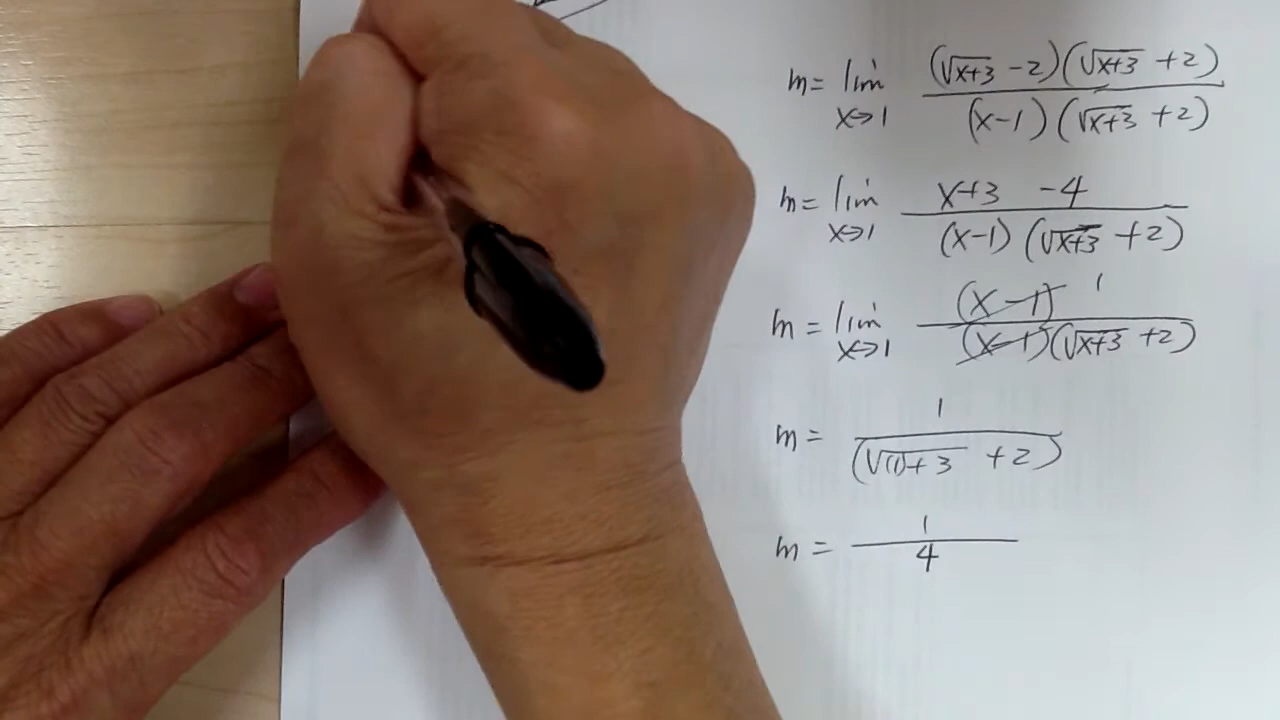 m = lim x→1 (√x+3 -2)(√x+3 +2) / (x-1)(√x+3 +2)
m = lim x→1 x+3 -4 / (x-1)(√x+3 +2)
m = lim x→1 (x-1) 1 / (x-1)(√x+3 +2)
m = 1 / (√(1)+3 +2)
m = 1 / 4